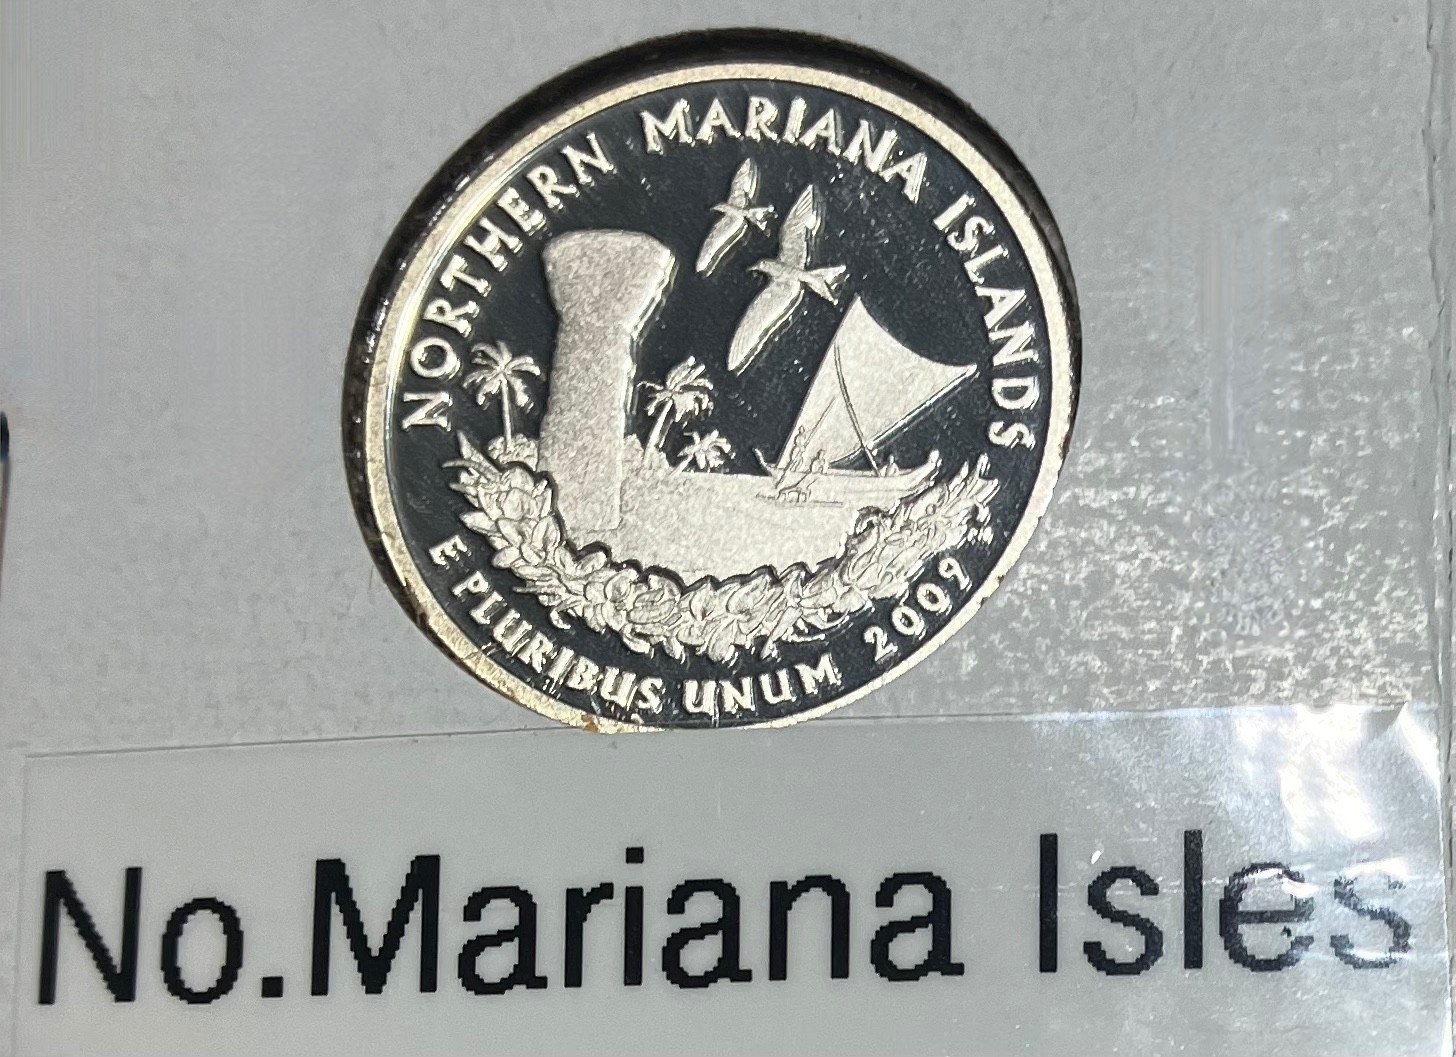 NORTHERN MARIANA ISLANDS
E PLURIBUS UNUM 2009
No.Mariana Isles